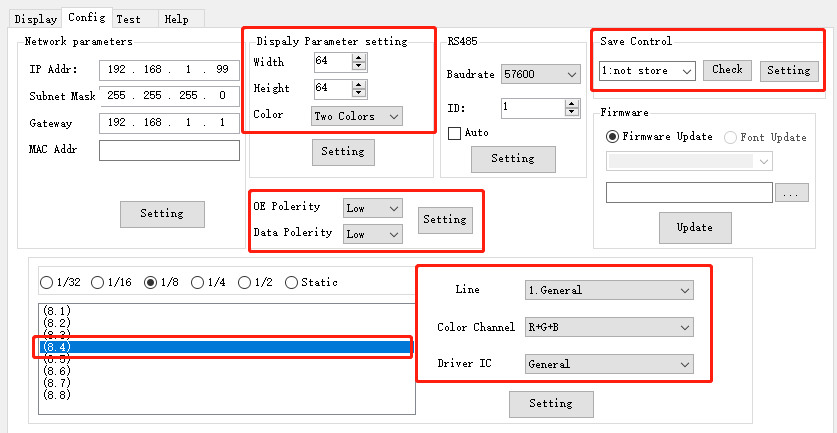 Display Config Test Help
Network parameters
IP Addr: 192 . 168 . 1 . 99
Subnet Mask 255 . 255 . 255 . 0
Gateway 192 . 168 . 1 . 1
MAC Addr
Setting
Dispaly Parameter setting
Width 64
Height 64
Color Two Colors
Setting
RS485
Baudrate 57600
ID: 1
Auto
Setting
Save Control
1:not store Check Setting
Firmware
Firmware Update Font Update
...
Update
OE Polerity Low
Data Polerity Low
Setting
1/32 1/16 1/8 1/4 1/2 Static
(8.1)
(8.2)
(8.3)
(8.4)
(8.5)
(8.6)
(8.7)
(8.8)
Line 1.General
Color Channel R+G+B
Driver IC General
Setting